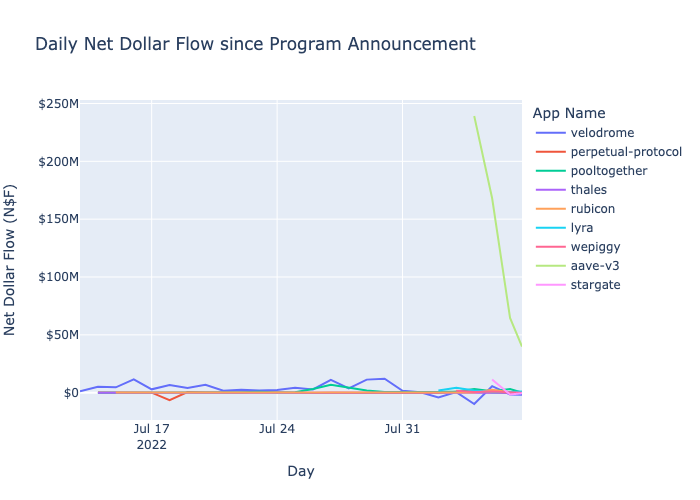 Daily Net Dollar Flow since Program Announcement
$250M
$200M
$150M
$100M
$50M
$0
Net Dollar Flow (N$F)
Jul 17
2022
Jul 24
Jul 31
Day
App Name
velodrome
perpetual-protocol
pooltogether
thales
rubicon
lyra
wepiggy
aave-v3
stargate